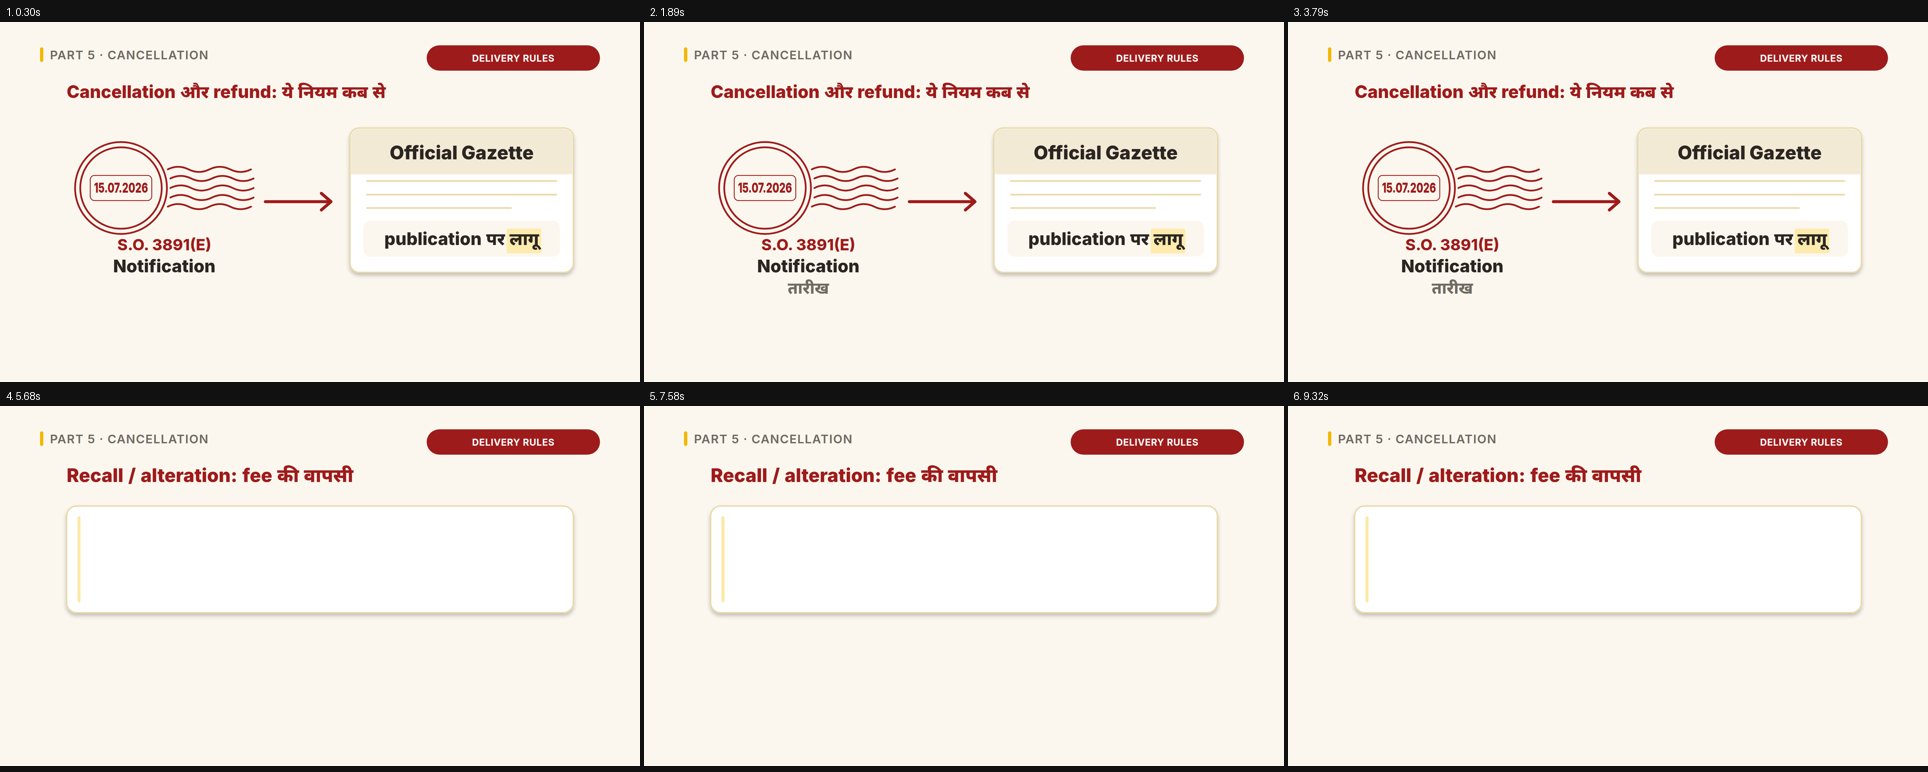 1. 0.30s
PART 5 · CANCELLATION
DELIVERY RULES
Cancellation और refund: ये नियम कब से
15.07.2026
S.O. 3891(E)
Notification
Official Gazette
publication पर लागू
2. 1.89s
PART 5 · CANCELLATION
DELIVERY RULES
Cancellation और refund: ये नियम कब से
15.07.2026
S.O. 3891(E)
Notification
तारीख
Official Gazette
publication पर लागू
3. 3.79s
PART 5 · CANCELLATION
DELIVERY RULES
Cancellation और refund: ये नियम कब से
15.07.2026
S.O. 3891(E)
Notification
तारीख
Official Gazette
publication पर लागू
4. 5.68s
PART 5 · CANCELLATION
DELIVERY RULES
Recall / alteration: fee की वापसी
5. 7.58s
PART 5 · CANCELLATION
DELIVERY RULES
Recall / alteration: fee की वापसी
6. 9.32s
PART 5 · CANCELLATION
DELIVERY RULES
Recall / alteration: fee की वापसी